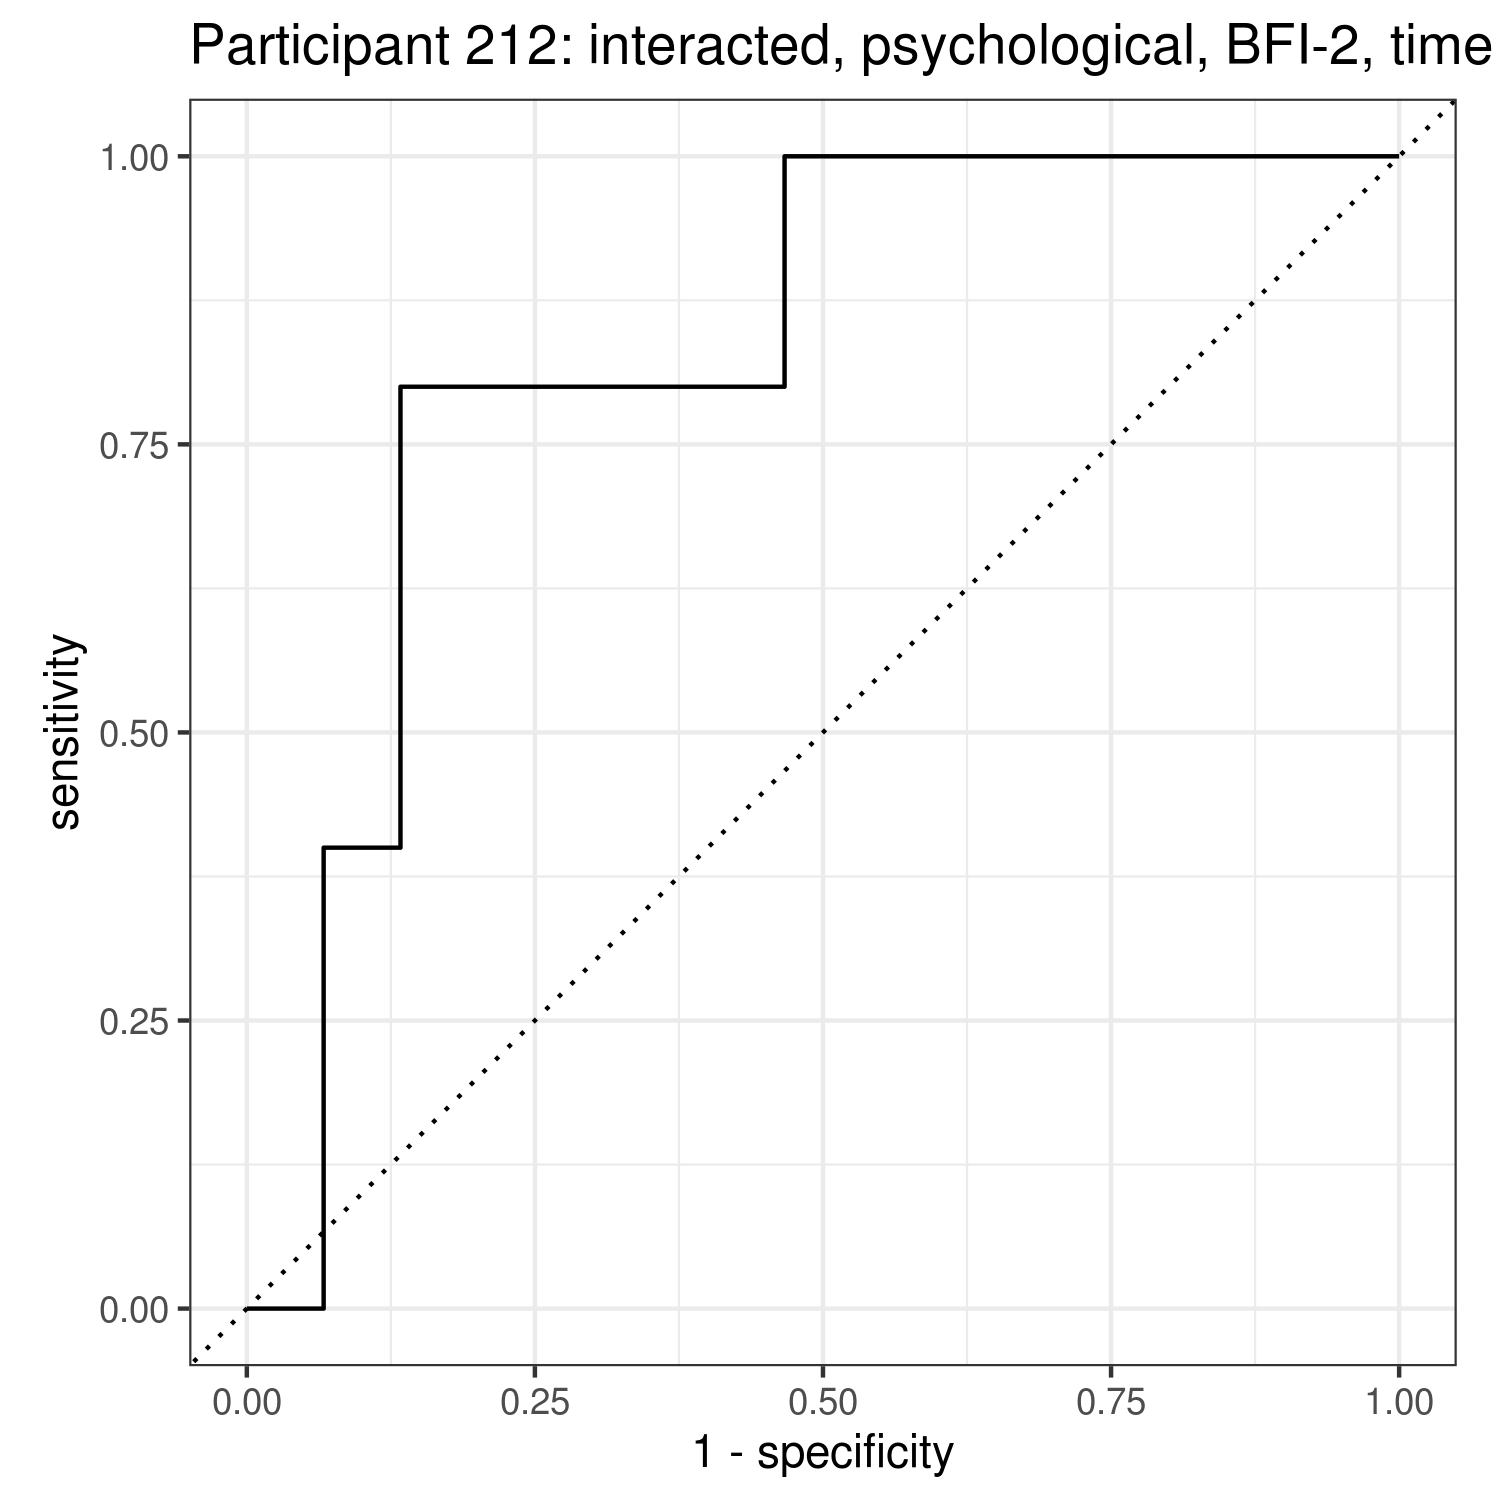 Participant 212: interacted, psychological, BFI-2, time
1.00
0.75
0.50
0.25
0.00
sensitivity
0.00 0.25 0.50 0.75 1.00
1 - specificity